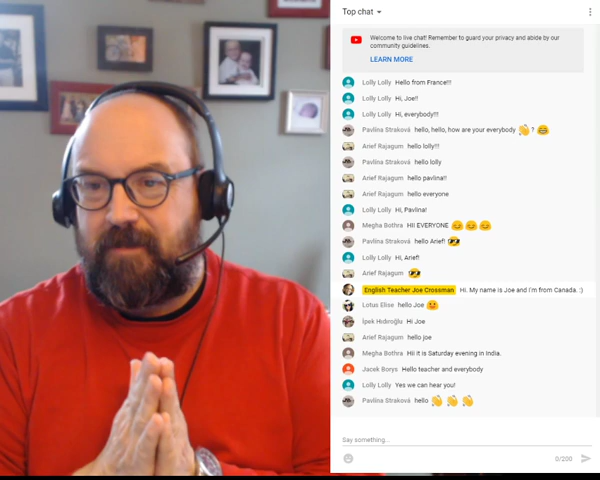 Top chat
Welcome to live chat! Remember to guard your privacy and abide by our
community guidelines.
LEARN MORE
Lolly Lolly Hello from France!!!
Lolly Lolly Hi, Joe!!
Lolly Lolly Hi, everybody!!!
Pavlína Straková hello, hello, how are your everybody 👋 ? 😊
Arief Rajagum hello lolly!!!
Pavlína Straková hello lolly
Arief Rajagum hello pavlina!!
Arief Rajagum hello everyone
Lolly Lolly Hi, Pavlina!
Megha Bothra HII EVERYONE 😊 😊 😊
Pavlína Straková hello Arief! 😎
Lolly Lolly Hi, Arief!
Arief Rajagum 😎
English Teacher Joe Crossman Hi. My name is Joe and I'm from Canada. :)
Lotus Elise hello Joe 🤗
İpek Hıdıroğlu Hi Joe
Arief Rajagum hello joe
Megha Bothra Hii it is Saturday evening in India.
Jacek Borys Hello teacher and everybody
Lolly Lolly Yes we can hear you!
Pavlína Straková hello 👋 👋 👋
Say something...
0/200